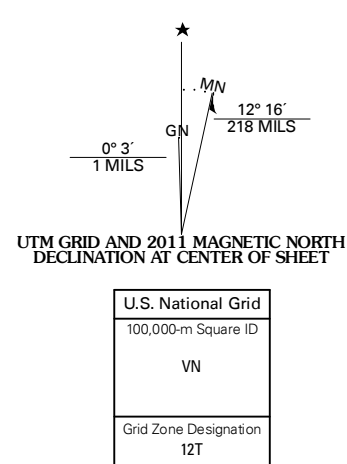 MN
GN
12° 16´
218 MILS
0° 3´
1 MILS
UTM GRID AND 2011 MAGNETIC NORTH
DECLINATION AT CENTER OF SHEET
U.S. National Grid
100,000-m Square ID
VN
Grid Zone Designation
12T